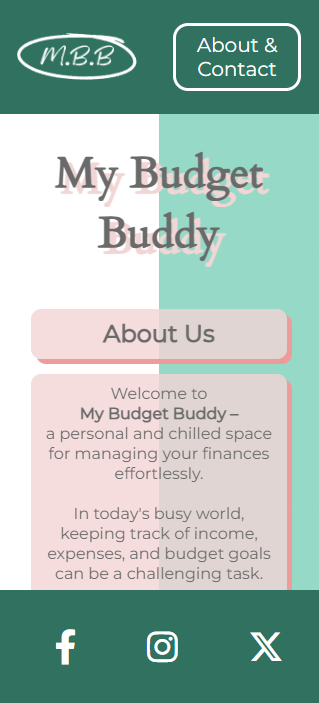 M.B.B
About &
Contact
My Budget
Buddy
About Us
Welcome to
My Budget Buddy –
a personal and chilled space
for managing your finances
effortlessly.
In today's busy world,
keeping track of income,
expenses, and budget goals
can be a challenging task.